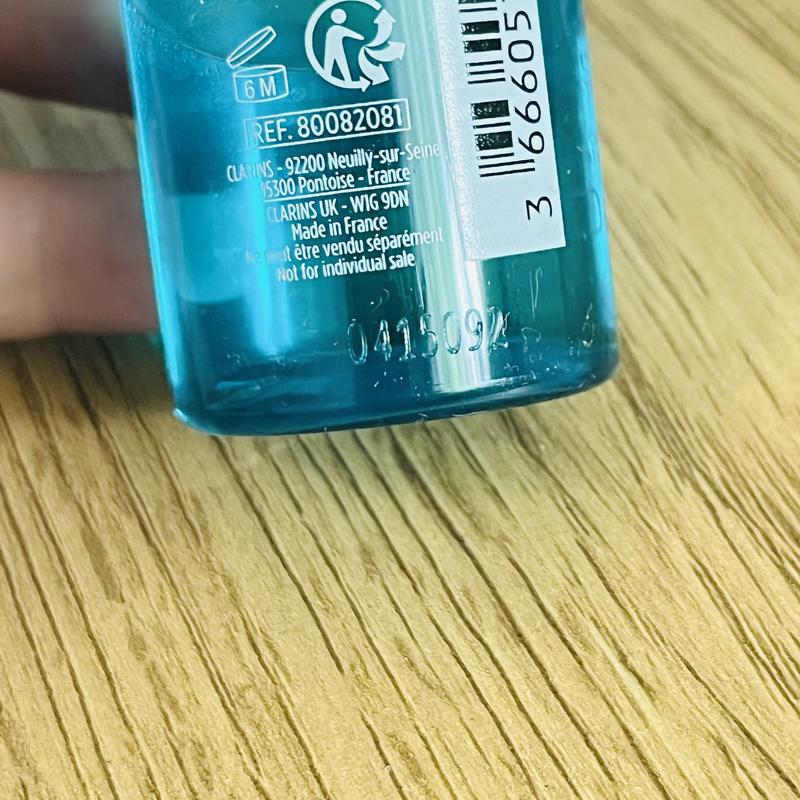 6 M
REF. 80082081
CLARINS - 92200 Neuilly-sur-Seine
95300 Pontoise - France
CLARINS UK - W1G 9DN
Made in France
Ne peut être vendu séparément
Not for individual sale
3 66605